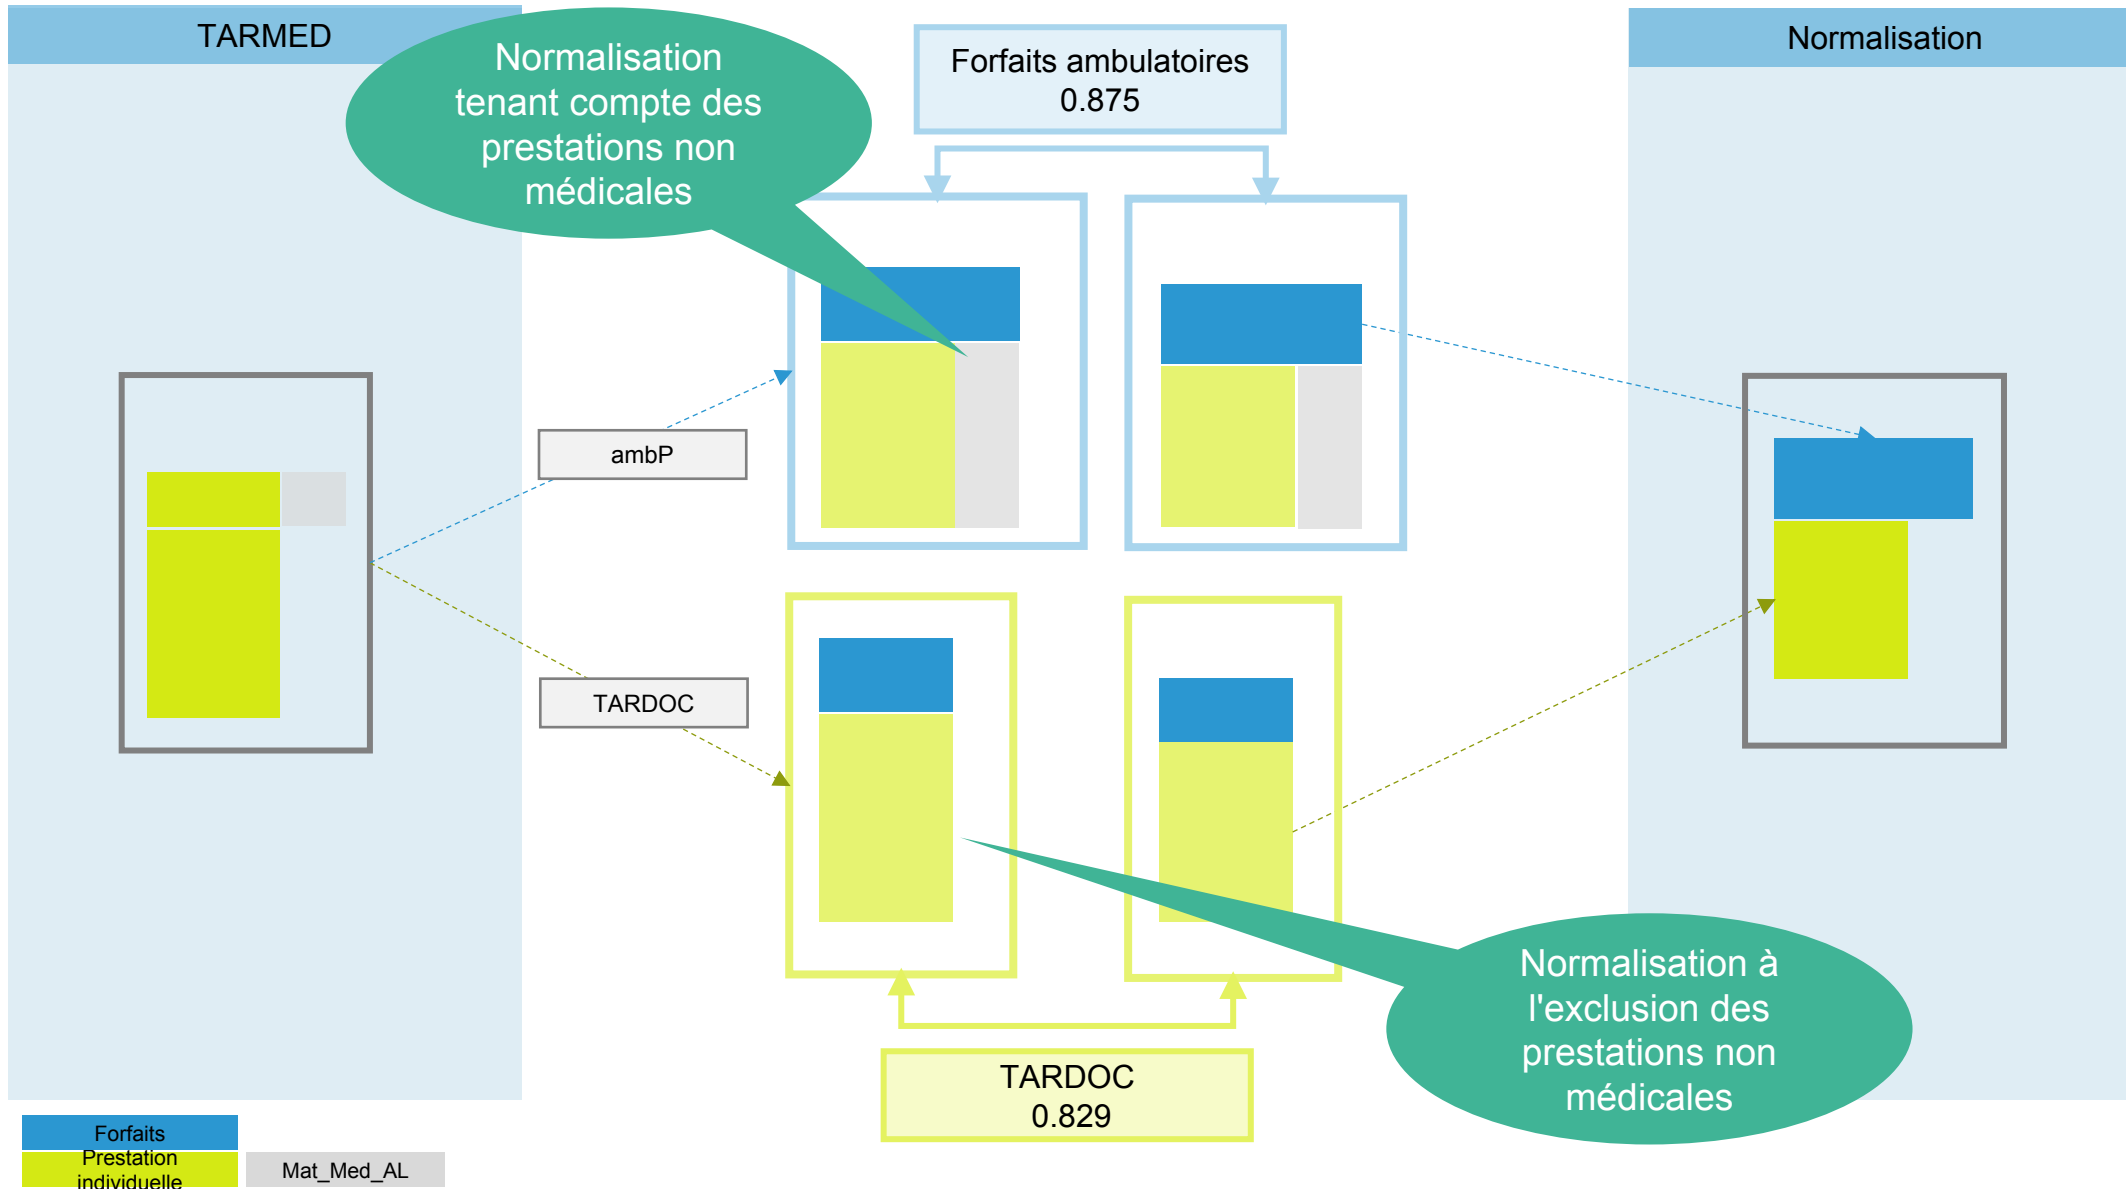 TARMED
Normalisation
tenant compte des
prestations non
médicales
Forfaits ambulatoires
0.875
Normalisation
ambP
TARDOC
Normalisation à
l'exclusion des
prestations non
médicales
TARDOC
0.829
Forfaits
Prestation
individuelle
Mat_Med_AL